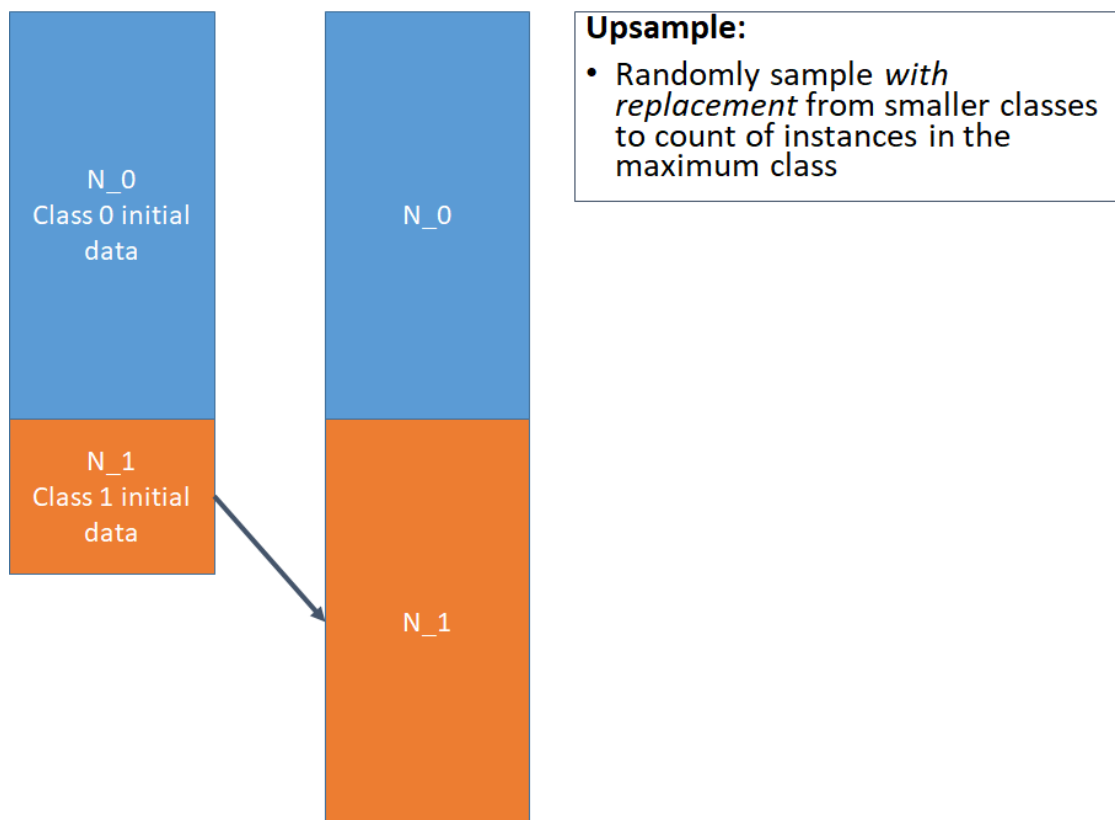 N_0
Class 0 initial
data
N_1
Class 1 initial
data
N_0
N_1
Upsample:
• Randomly sample with
replacement from smaller classes
to count of instances in the
maximum class